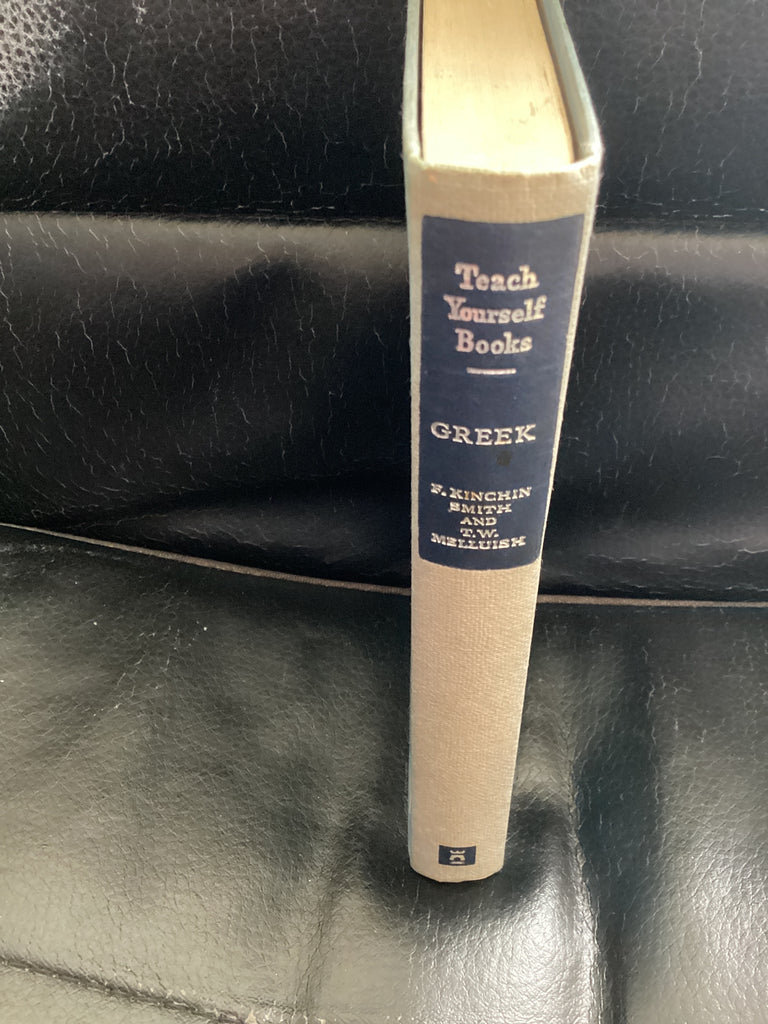 Teach
Yourself
Books
GREEK
F. KINCHIN
SMITH
AND
T.W.
MELLUISH